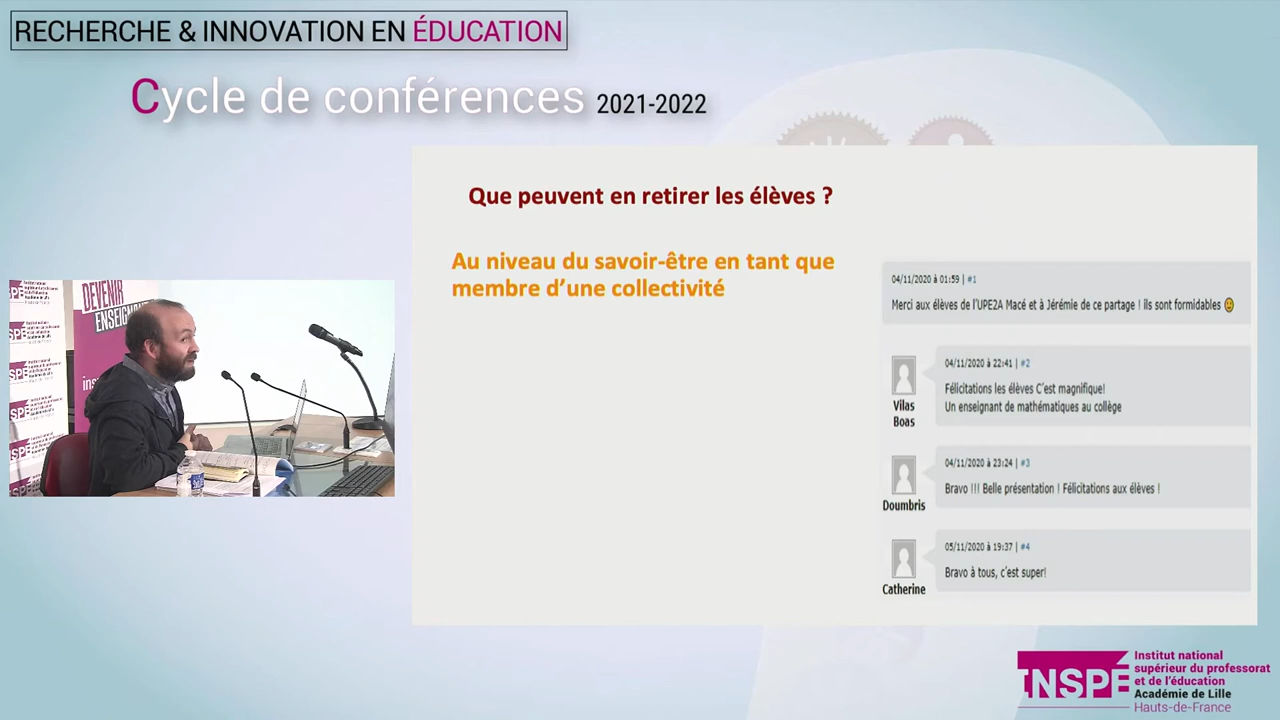 RECHERCHE & INNOVATION EN ÉDUCATION
Cycle de conférences 2021-2022
Que peuvent en retirer les élèves ?
Au niveau du savoir-être en tant que
membre d’une collectivité
04/11/2020 à 01:59 | #1
Merci aux élèves de l'UPE2A Macé et à Jérémie de ce partage ! ils sont formidables
04/11/2020 à 22:41 | #2
Félicitations les élèves C'est magnifique!
Un enseignant de mathématiques au collège
Vilas
Boas
04/11/2020 à 23:24 | #3
Bravo !!! Belle présentation ! Félicitations aux élèves !
Doumbris
05/11/2020 à 19:37 | #4
Bravo à tous, c'est super!
Catherine
DEVENIR
ENSEIGNANT
INSPÉ
Institut national
supérieur du professorat
et de l'éducation
Académie de Lille
Hauts-de-France